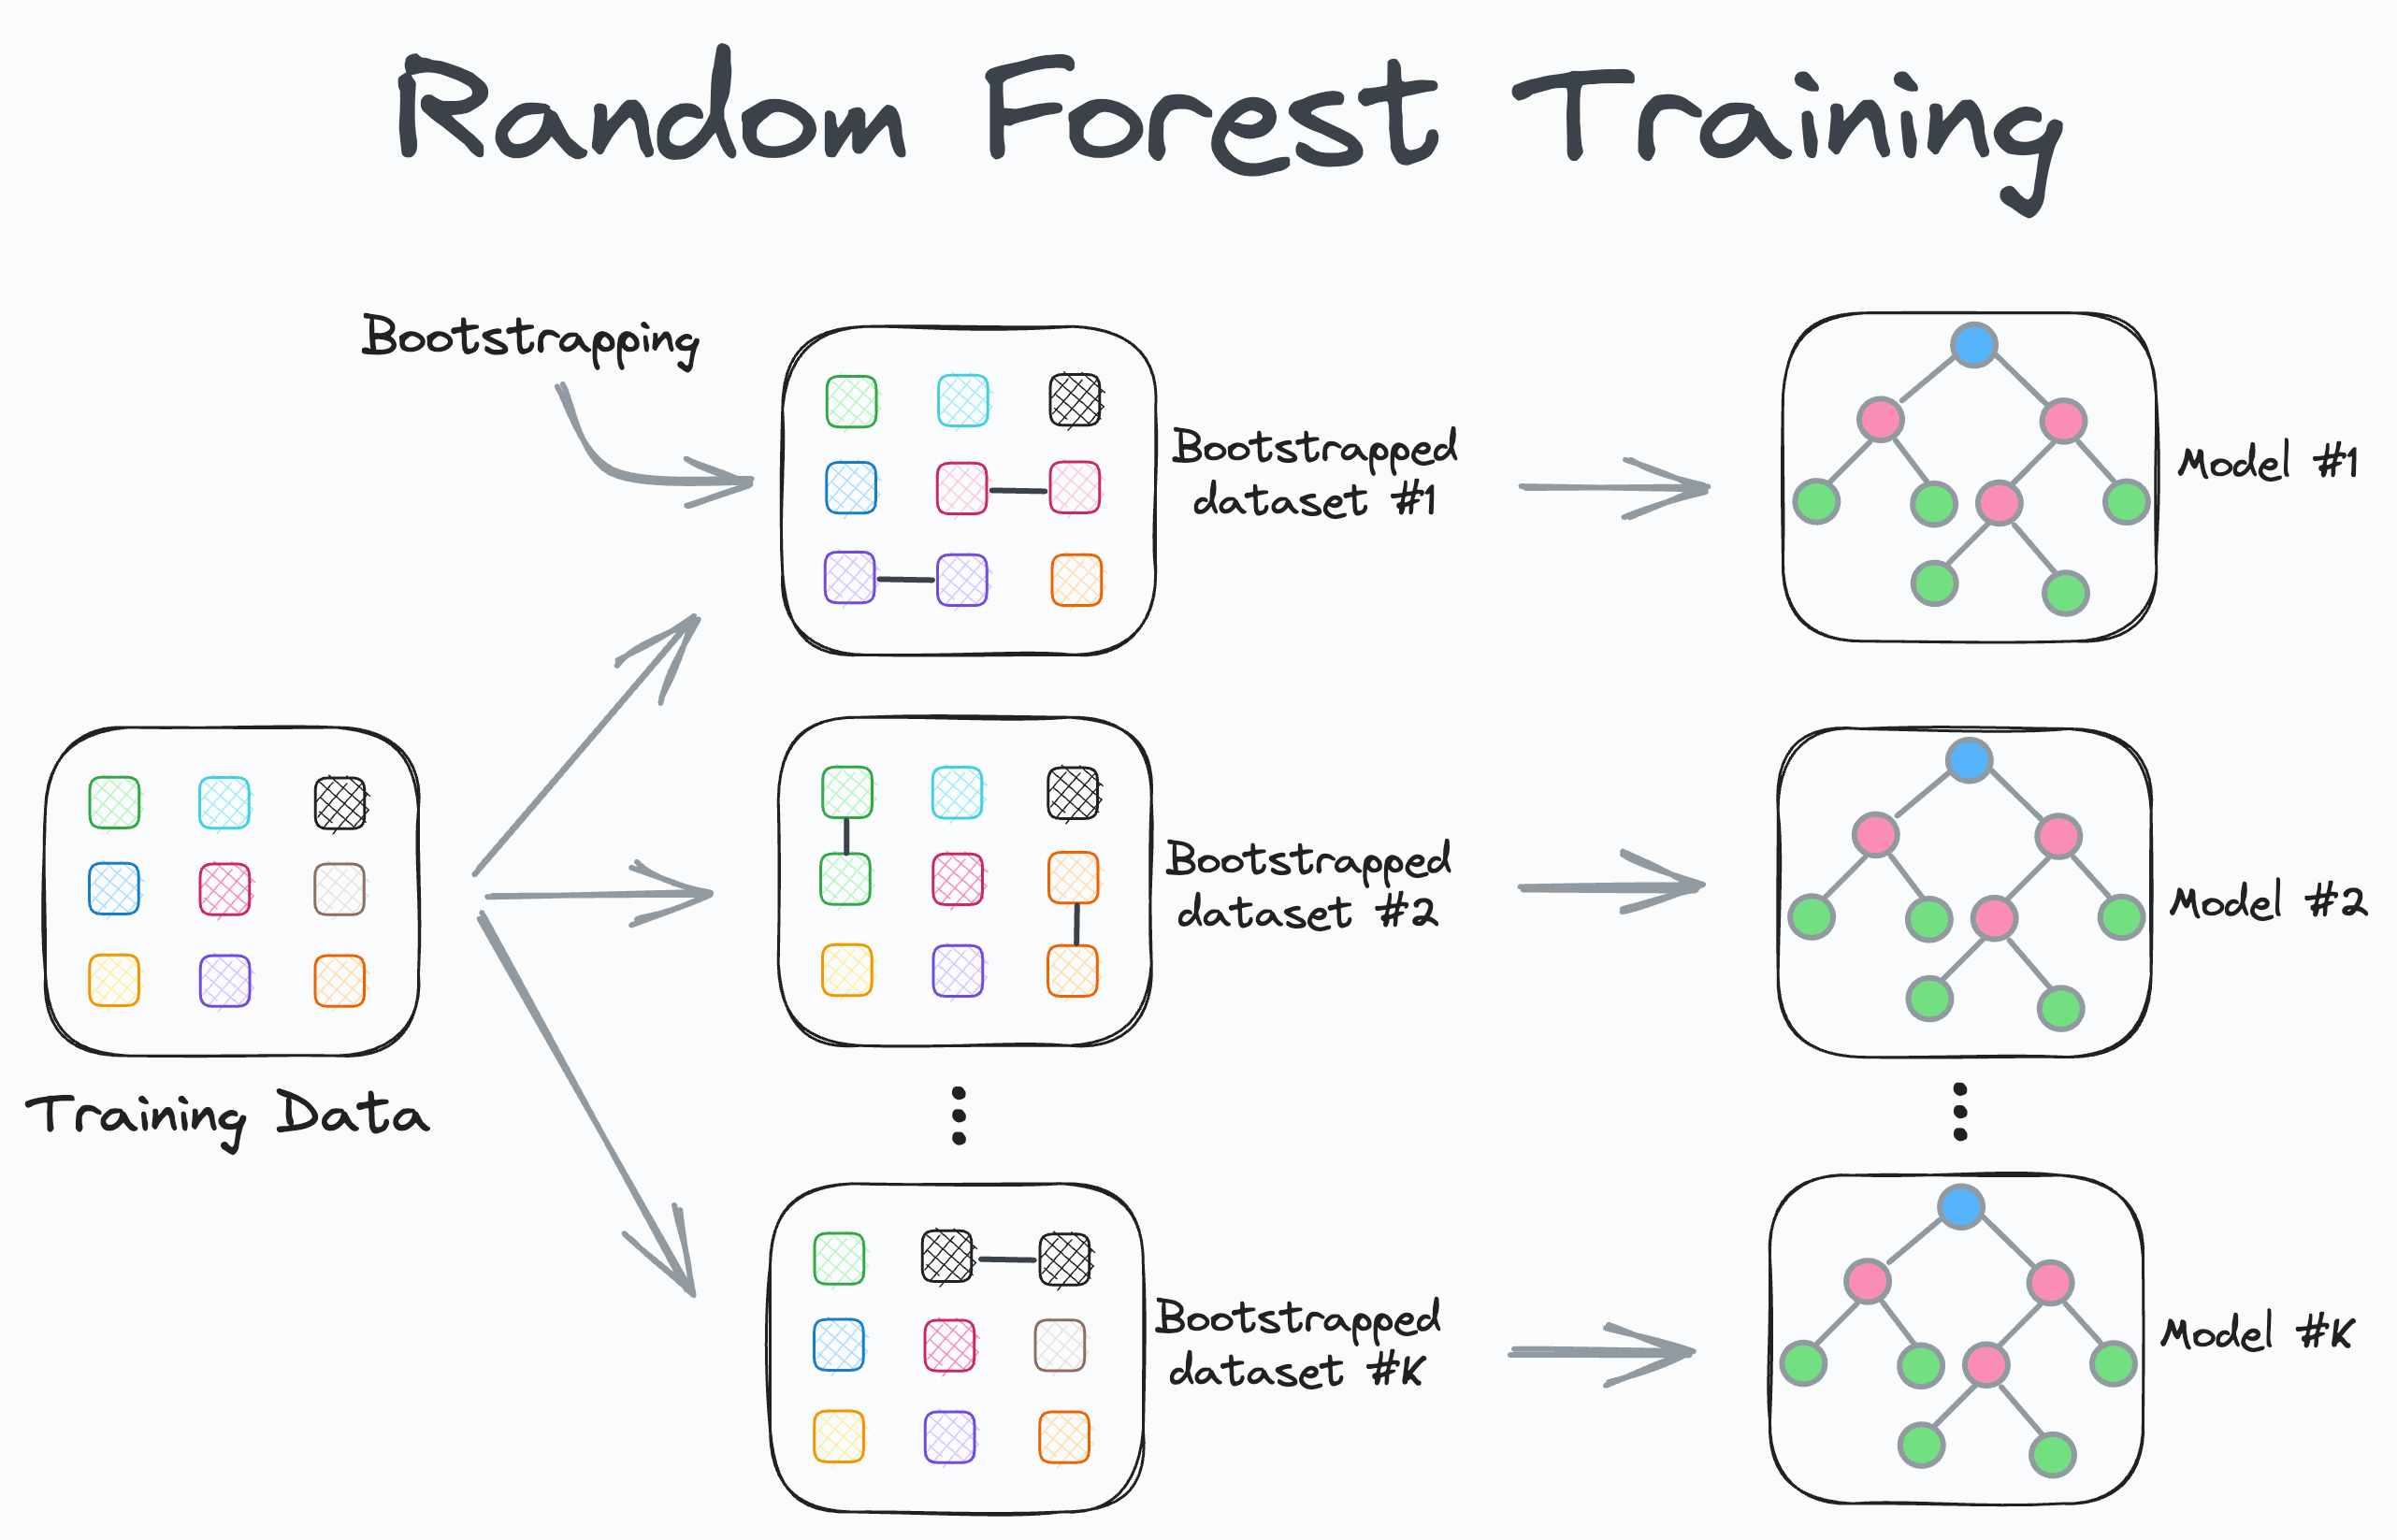 Random Forest Training
Bootstrapping
Bootstrapped
dataset #1
Model #1
Training Data
Bootstrapped
dataset #2
Model #2
Bootstrapped
dataset #K
Model #K